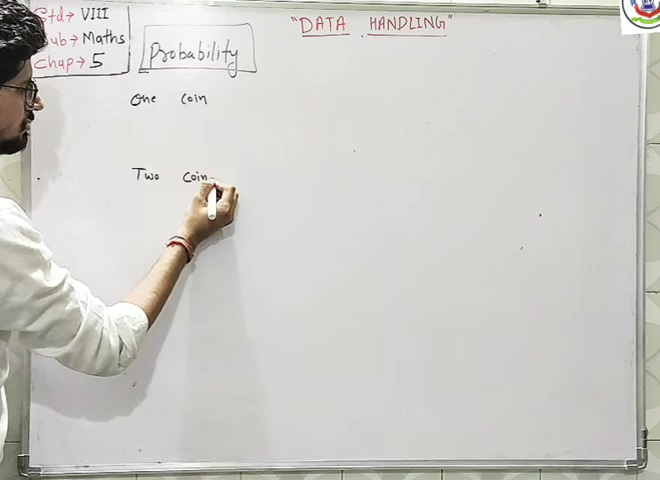 Std → VIII
Sub → Maths
Chap → 5
Probability
"DATA HANDLING"
One coin
Two coin